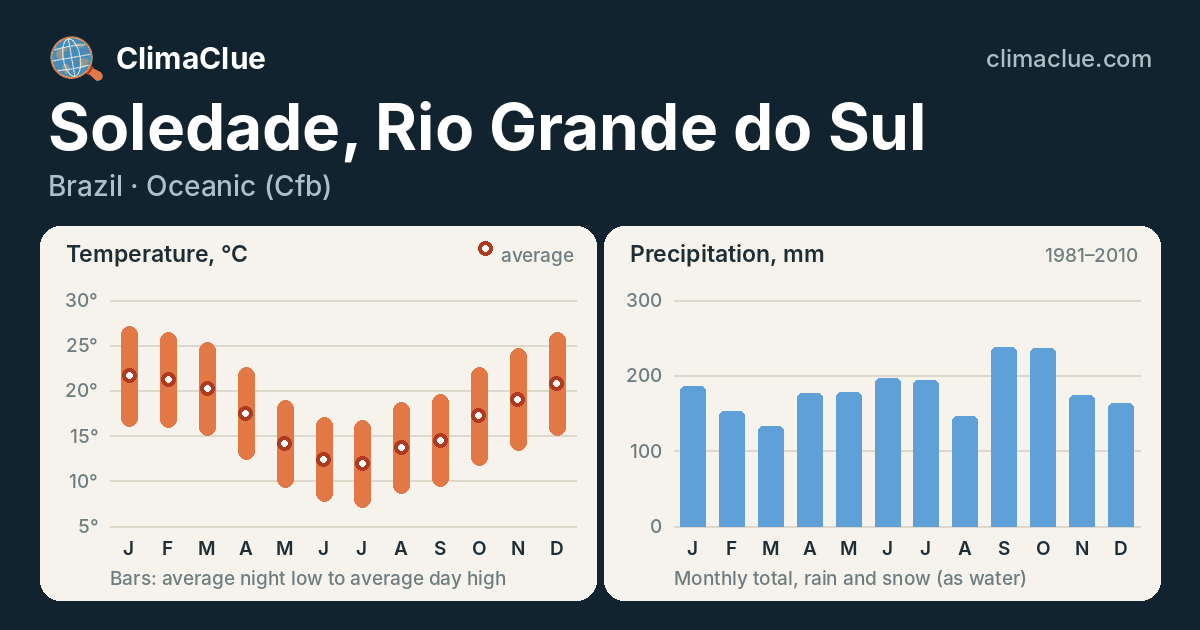 ClimaClue
climaclue.com
Soledade, Rio Grande do Sul
Brazil · Oceanic (Cfb)
Temperature, °C
average
30°
25°
20°
15°
10°
5°
J F M A M J J A S O N D
Bars: average night low to average day high
Precipitation, mm
1981–2010
300
200
100
0
J F M A M J J A S O N D
Monthly total, rain and snow (as water)